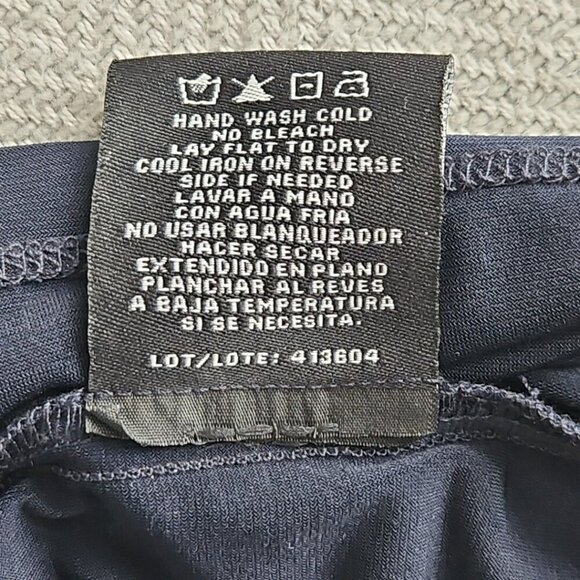 HAND WASH COLD
NO BLEACH
LAY FLAT TO DRY
COOL IRON ON REVERSE
SIDE IF NEEDED
LAVAR A MANO
CON AGUA FRIA
NO USAR BLANQUEADOR
HACER SECAR
EXTENDIDO EN PLANO
PLANCHAR AL REVES
A BAJA TEMPERATURA
SI SE NECESITA.
LOT/LOTE: 413604